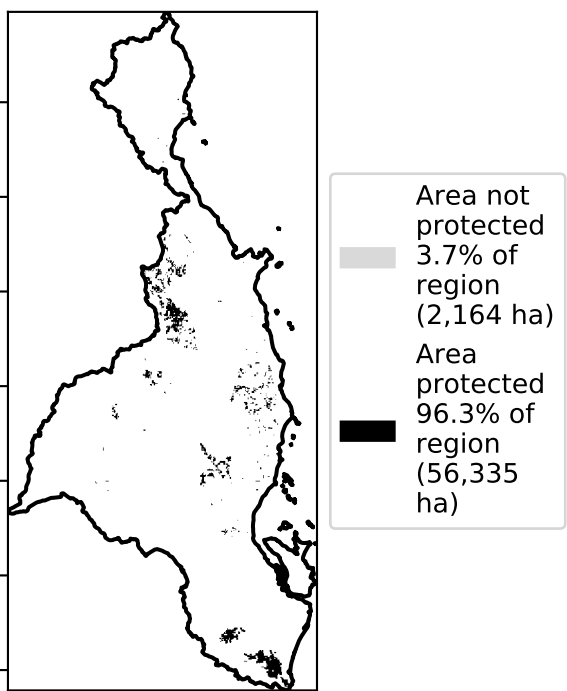 Area not
protected
3.7% of
region
(2,164 ha)
Area
protected
96.3% of
region
(56,335
ha)